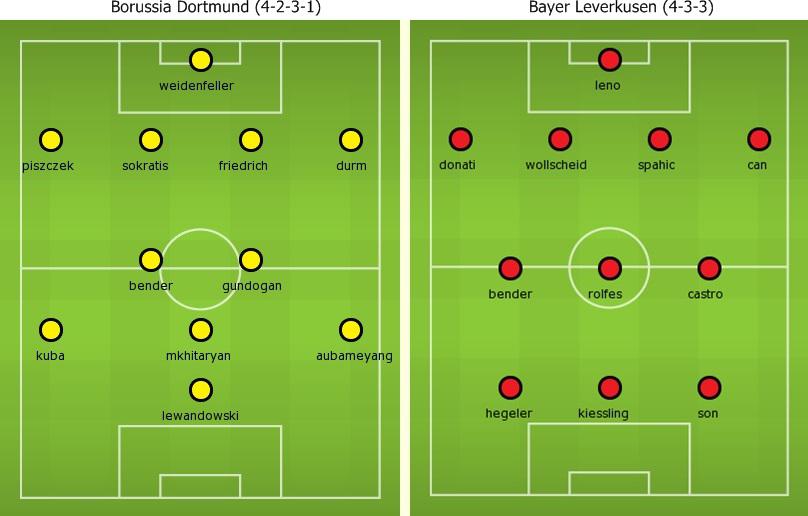 Borussia Dortmund (4-2-3-1)
weidenfeller
piszczek sokratis friedrich durm
bender gundogan
kuba mkhitaryan aubameyang
lewandowski
Bayer Leverkusen (4-3-3)
leno
donati wollscheid spahic can
bender rolfes castro
hegeler kiessling son